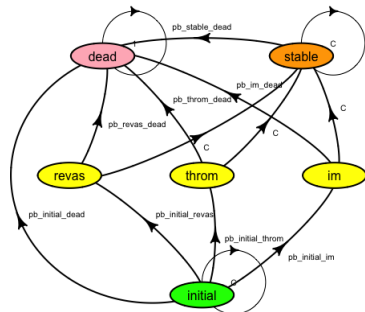 pb_stable_dead
C
dead
stable
pb_im_dead
pb_throm_dead
C
pb_revas_dead
C
C
revas
throm
im
pb_initial_dead
pb_initial_revas
pb_initial_throm
pb_initial_im
C
initial